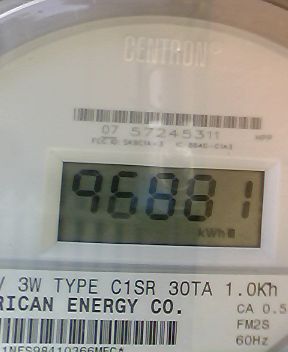 CENTRON®
07 57245311
96881
kWh
V 3W TYPE C1SR 30TA 1.0Kh
RICAN ENERGY CO.
CA 0.5
FM2S
60Hz